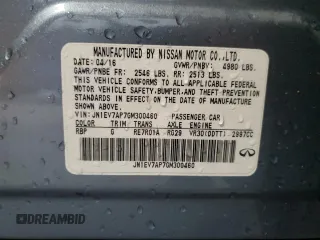 MANUFACTURED BY NISSAN MOTOR CO.,LTD.
DATE 04/16 GVWR/PNBV: 4980 LBS.
GAWR/PNBE FR: 2546 LBS. RR: 2513 LBS.
THIS VEHICLE CONFORMS TO ALL APPLICABLE FEDERAL
MOTOR VEHICLE SAFETY, BUMPER, AND THEFT
PREVENTION STANDARDS IN EFFECT ON THE DATE OF
MANUFACTURE SHOWN ABOVE.
VIN: JN1EV7AP7GM300460 PASSENGER CAR
COLOR TRIM TRANS AXLE ENGINE
RBP G RE7R01A RG29 VR30(DDTT) 2997CC
JN1EV7AP7GM300460
DREAMBID